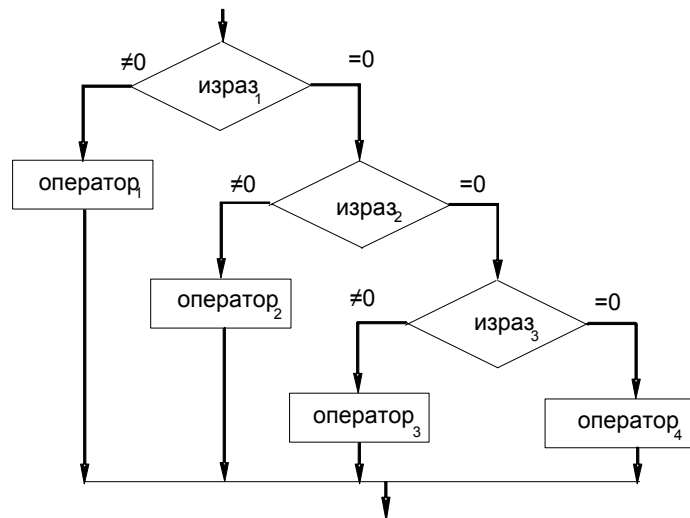 ≠0
=0
израз1
оператор1
≠0
=0
израз2
оператор2
≠0
=0
израз3
оператор3
оператор4